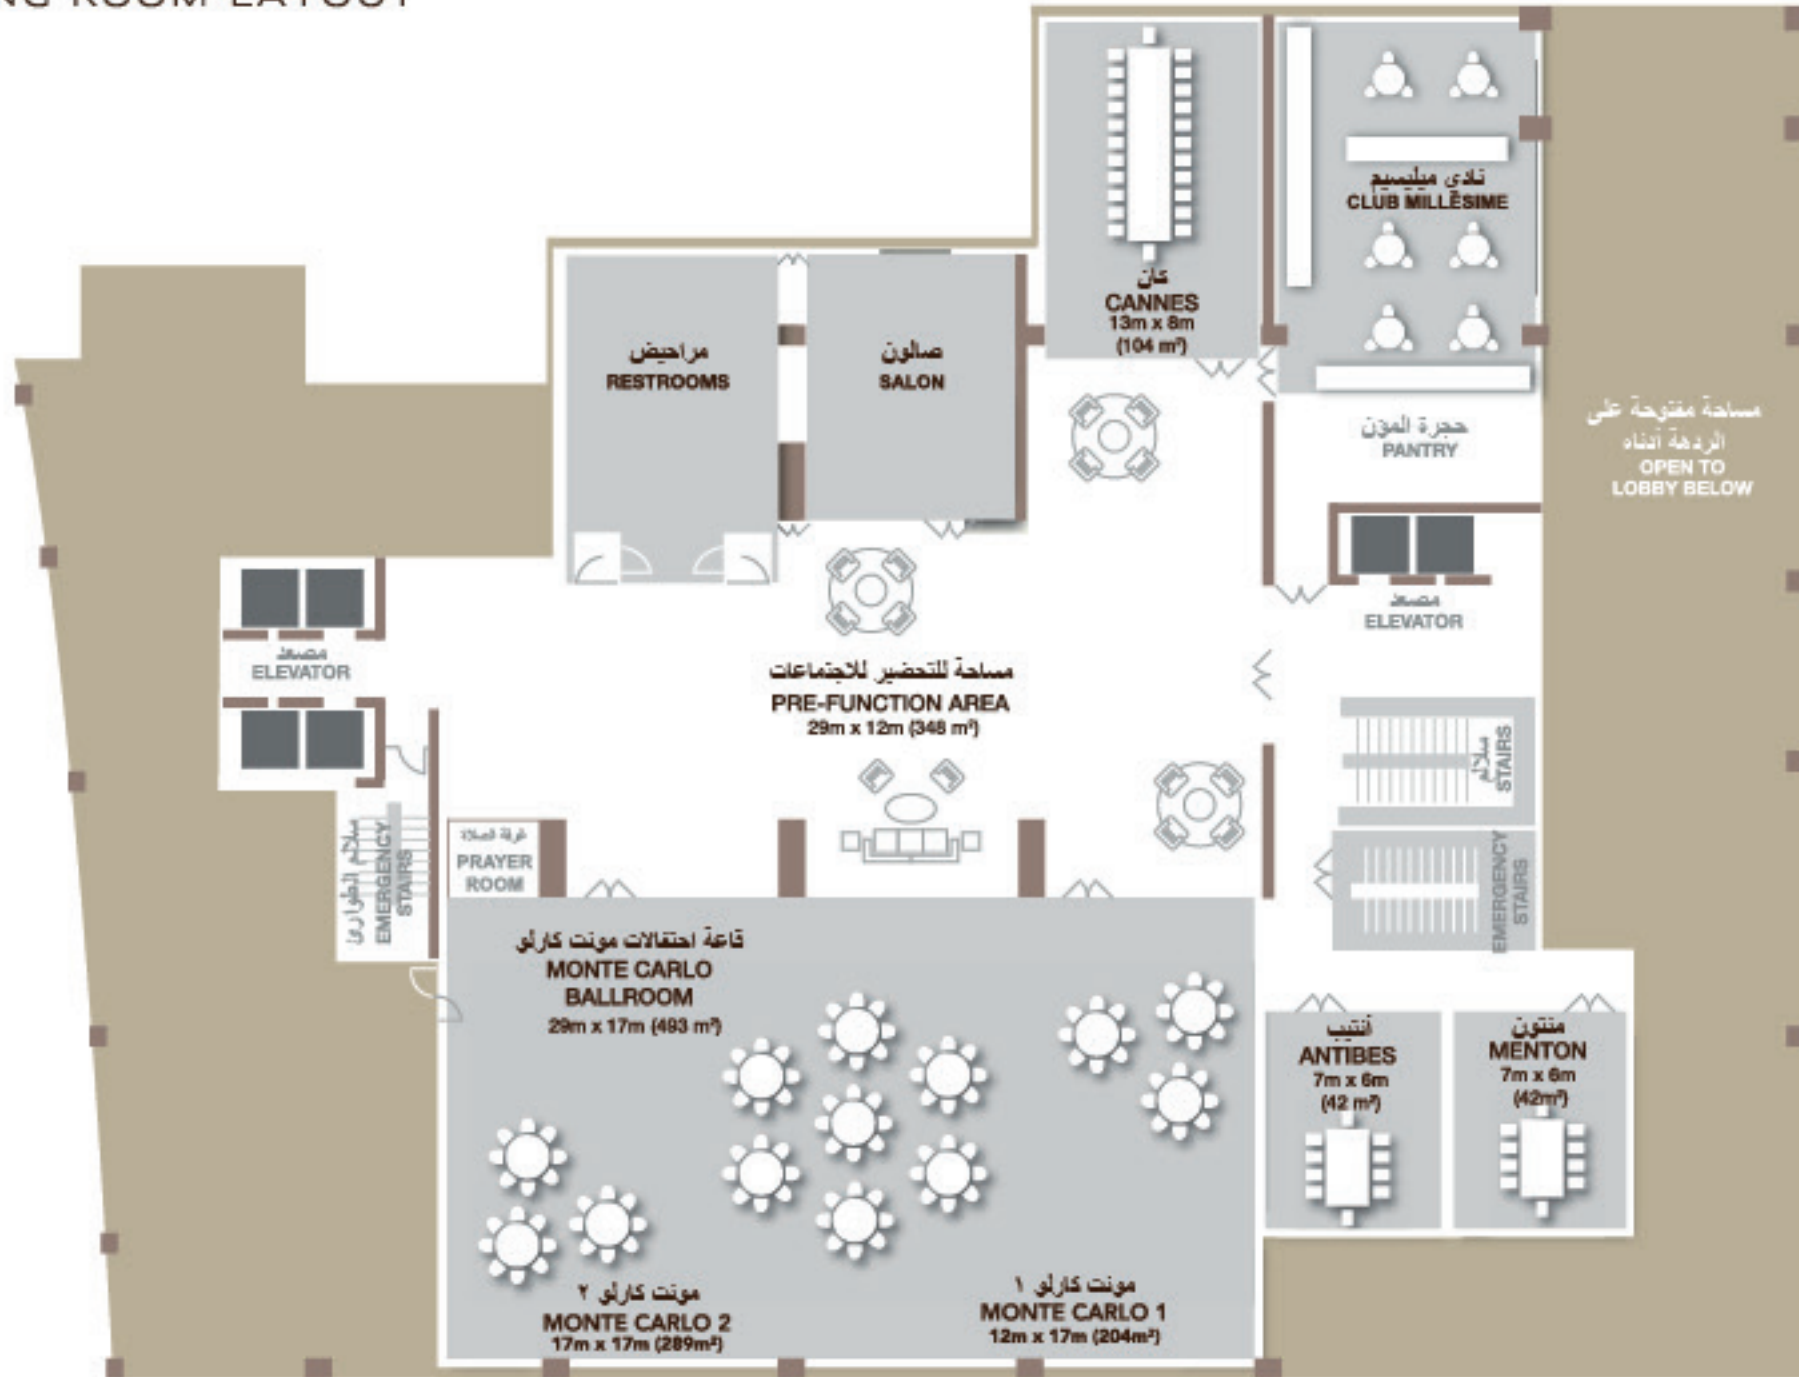 NG ROOM LAYOUT
كان
CANNES
13m x 8m
(104 m²)
نادي ميليسيم
CLUB MILLÉSIME
مراحيض
RESTROOMS
صالون
SALON
حجرة المؤن
PANTRY
مساحة مفتوحة على
الردهة أدناه
OPEN TO
LOBBY BELOW
مصعد
ELEVATOR
مصعد
ELEVATOR
مساحة للتحضير للاجتماعات
PRE-FUNCTION AREA
29m x 12m (348 m²)
سلالم
STAIRS
سلالم الطوارئ
EMERGENCY
STAIRS
غرفة الصلاة
PRAYER
ROOM
EMERGENCY
STAIRS
قاعة احتفالات مونت كارلو
MONTE CARLO
BALLROOM
29m x 17m (493 m²)
أنتيب
ANTIBES
7m x 6m
(42 m²)
منتون
MENTON
7m x 6m
(42m²)
مونت كارلو ٢
MONTE CARLO 2
17m x 17m (289m²)
مونت كارلو ١
MONTE CARLO 1
12m x 17m (204m²)